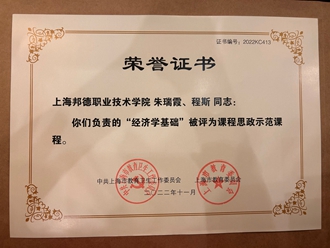 证书编号：2022KC413
荣誉证书
上海邦德职业技术学院 朱瑞霞、程斯 同志：
你们负责的“经济学基础”被评为课程思政示范课
程。
中共上海市教育卫生工作委员会 上海市教育委员会
二〇二二年十一月